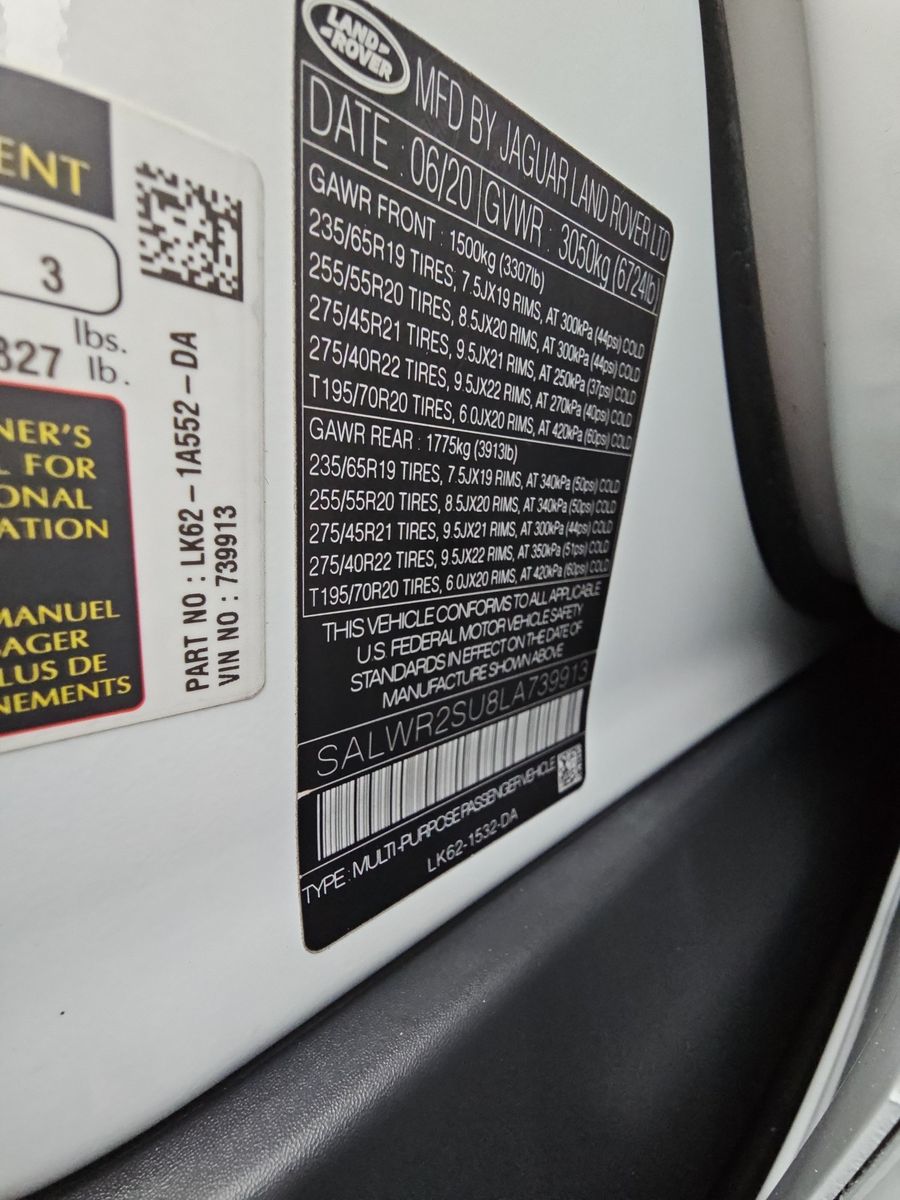 ENT
3
lbs.
827 lb.
NER'S
L FOR
ONAL
ATION
MANUEL
AGER
LUS DE
NEMENTS
PART NO : LK62-1A552-DA
VIN NO : 739913
LAND
ROVER
MFD BY JAGUAR LAND ROVER LTD
DATE : 06/20 GVWR : 3050kg (6724lb)
GAWR FRONT : 1500kg (3307lb)
235/65R19 TIRES, 7.5JX19 RIMS, AT 300kPa (44psi) COLD
255/55R20 TIRES, 8.5JX20 RIMS, AT 300kPa (44psi) COLD
275/45R21 TIRES, 9.5JX21 RIMS, AT 250kPa (37psi) COLD
275/40R22 TIRES, 9.5JX22 RIMS, AT 270kPa (40psi) COLD
T195/70R20 TIRES, 6.0JX20 RIMS, AT 420kPa (60psi) COLD
GAWR REAR : 1775kg (3913lb)
235/65R19 TIRES, 7.5JX19 RIMS, AT 340kPa (50psi) COLD
255/55R20 TIRES, 8.5JX20 RIMS, AT 340kPa (50psi) COLD
275/45R21 TIRES, 9.5JX21 RIMS, AT 300kPa (44psi) COLD
275/40R22 TIRES, 9.5JX22 RIMS, AT 350kPa (51psi) COLD
T195/70R20 TIRES, 6.0JX20 RIMS, AT 420kPa (60psi) COLD
THIS VEHICLE CONFORMS TO ALL APPLICABLE
U.S. FEDERAL MOTOR VEHICLE SAFETY
STANDARDS IN EFFECT ON THE DATE OF
MANUFACTURE SHOWN ABOVE
SALWR2SU8LA739913
TYPE : MULTI-PURPOSE PASSENGER VEHICLE
LK62-1532-DA